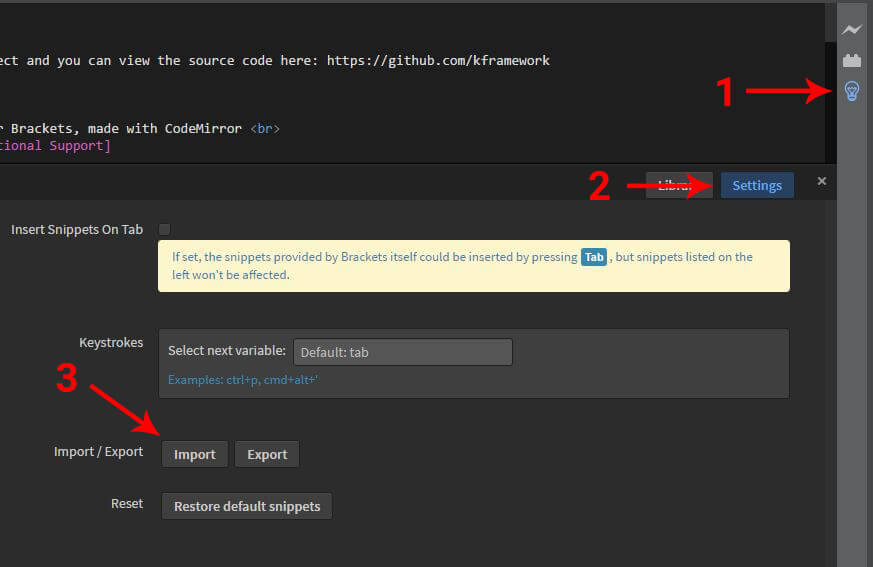 ect and you can view the source code here: https://github.com/kframework
1
r Brackets, made with CodeMirror <br>
tional Support]
2
Settings
×
Insert Snippets On Tab
If set, the snippets provided by Brackets itself could be inserted by pressing Tab , but snippets listed on the
left won't be affected.
Keystrokes
Select next variable: Default: tab
Examples: ctrl+p, cmd+alt+'
3
Import / Export Import Export
Reset Restore default snippets